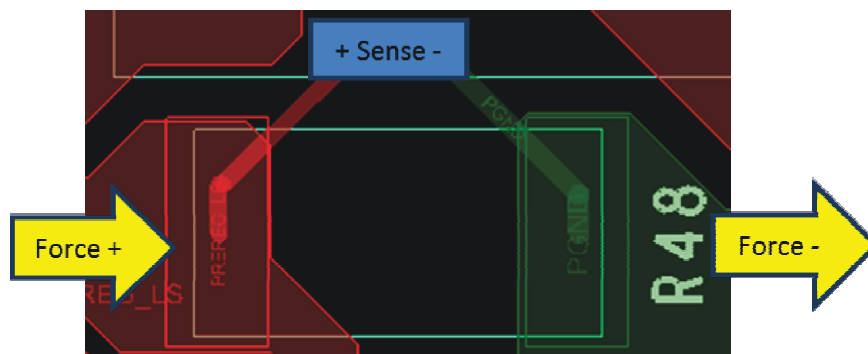 + Sense -
PGND
Force +
PREREG_LS
REG_LS
PGND
R48
Force -